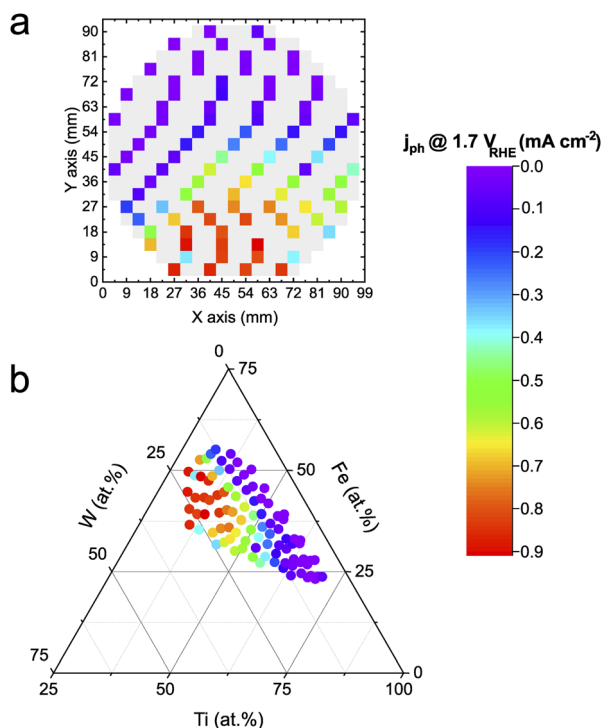 a
90
81
72
63
54
45
36
27
18
9
0
Y axis (mm)
0 9 18 27 36 45 54 63 72 81 90 99
X axis (mm)
j_ph @ 1.7 V_RHE (mA cm⁻²)
0.0
0.1
0.2
0.3
0.4
0.5
0.6
0.7
0.8
0.9
b
0
75
25
50
W (at.%)
Fe (at.%)
50
25
75
0
25 50 75 100
Ti (at.%)